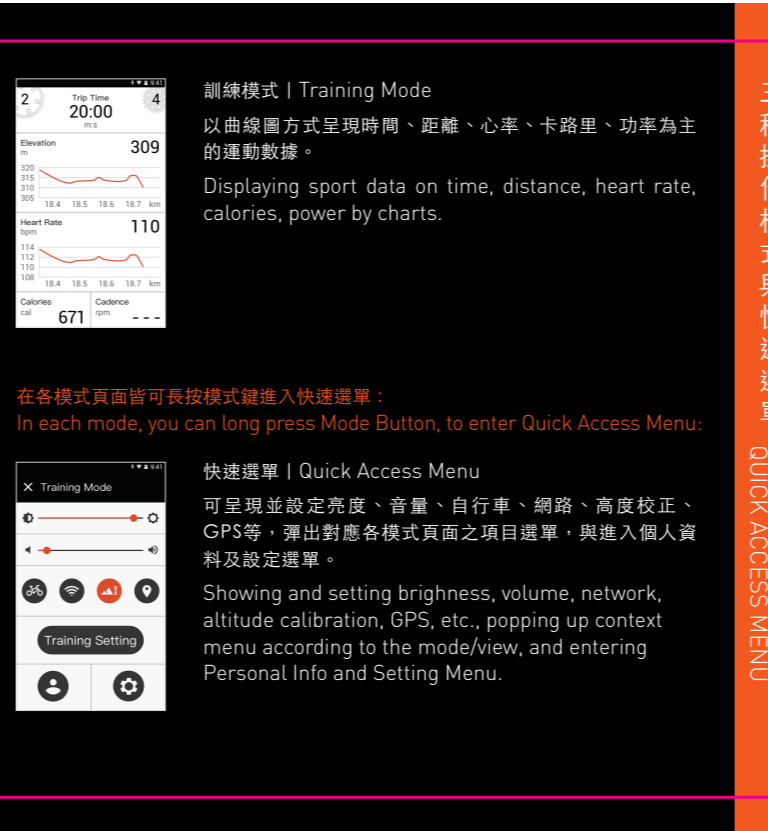 9:41
2
Trip Time
20:00
m:s
4
Elevation
m
309
320
315
310
305
18.4 18.5 18.6 18.7 km
Heart Rate
bpm
110
114
112
110
108
18.4 18.5 18.6 18.7 km
Calories
cal
671
Cadence
rpm
- - -
訓練模式 | Training Mode
以曲線圖方式呈現時間、距離、心率、卡路里、功率為主
的運動數據。
Displaying sport data on time, distance, heart rate,
calories, power by charts.
在各模式頁面皆可長按模式鍵進入快速選單：
In each mode, you can long press Mode Button, to enter Quick Access Menu:
9:41
× Training Mode
Training Setting
快速選單 | Quick Access Menu
可呈現並設定亮度、音量、自行車、網路、高度校正、
GPS等，彈出對應各模式頁面之項目選單，與進入個人資
料及設定選單。
Showing and setting brighness, volume, network,
altitude calibration, GPS, etc., popping up context
menu according to the mode/view, and entering
Personal Info and Setting Menu.
QUICK ACCESS MENU